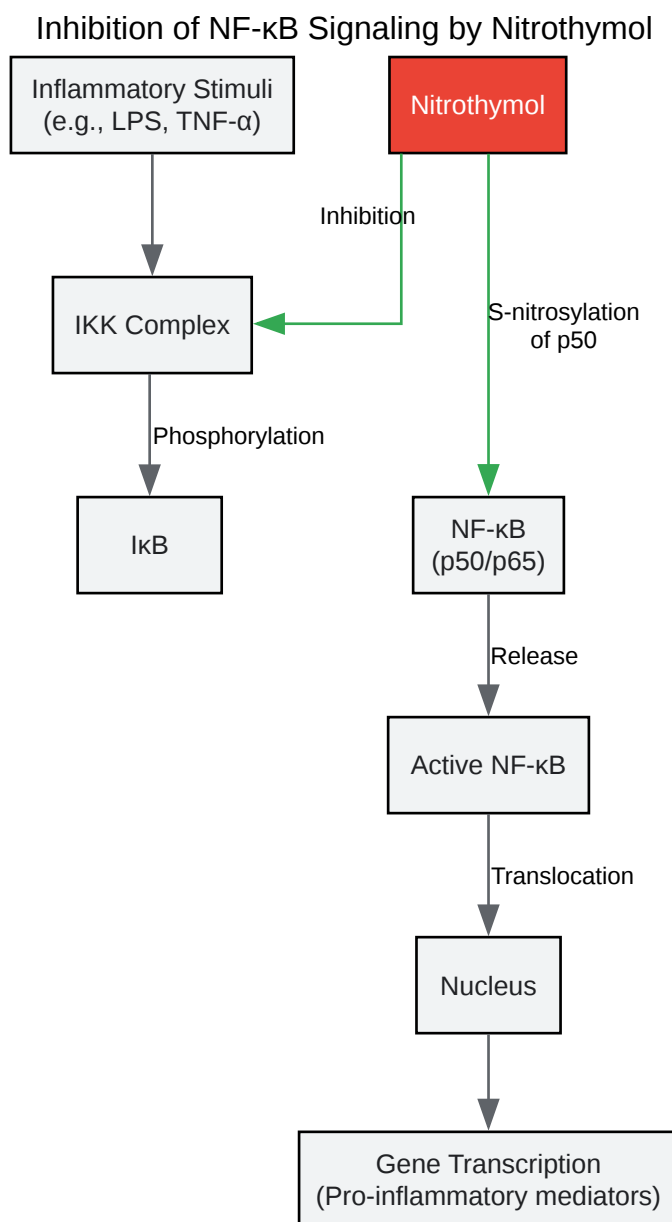 Inhibition of NF-κB Signaling by Nitrothymol
Inflammatory Stimuli
(e.g., LPS, TNF-α)
Nitrothymol
Inhibition
IKK Complex
S-nitrosylation
of p50
Phosphorylation
IκB
NF-κB
(p50/p65)
Release
Active NF-κB
Translocation
Nucleus
Gene Transcription
(Pro-inflammatory mediators)